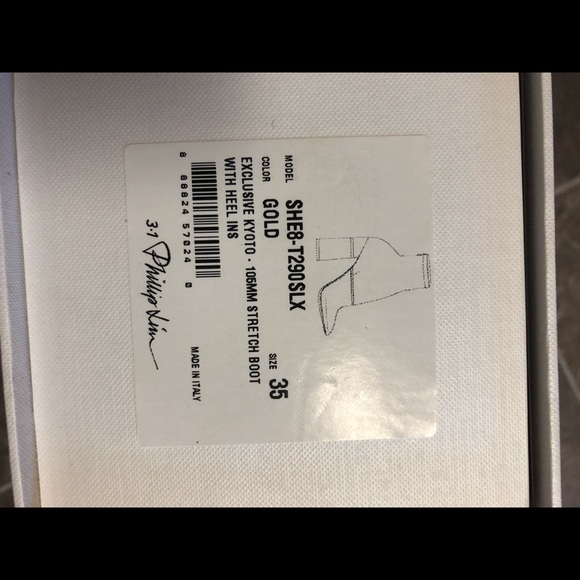 MODEL SHE8-T290SLX
COLOR GOLD SIZE 35
EXCLUSIVE KYOTO - 105MM STRETCH BOOT
WITH HEEL INS
8 88824 57024 0
MADE IN ITALY
3.1 Phillip Lim